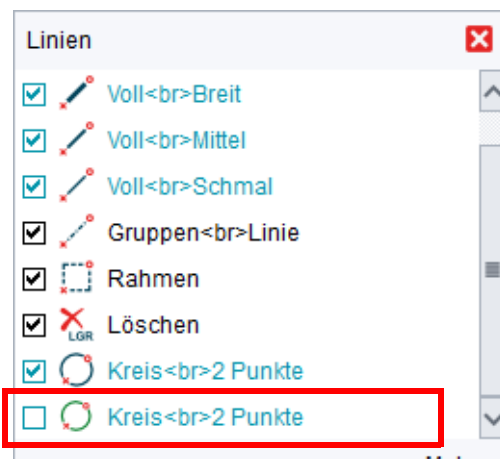 Linien
Voll<br>Breit
Voll<br>Mittel
Voll<br>Schmal
Gruppen<br>Linie
Rahmen
LGR Löschen
Kreis<br>2 Punkte
Kreis<br>2 Punkte